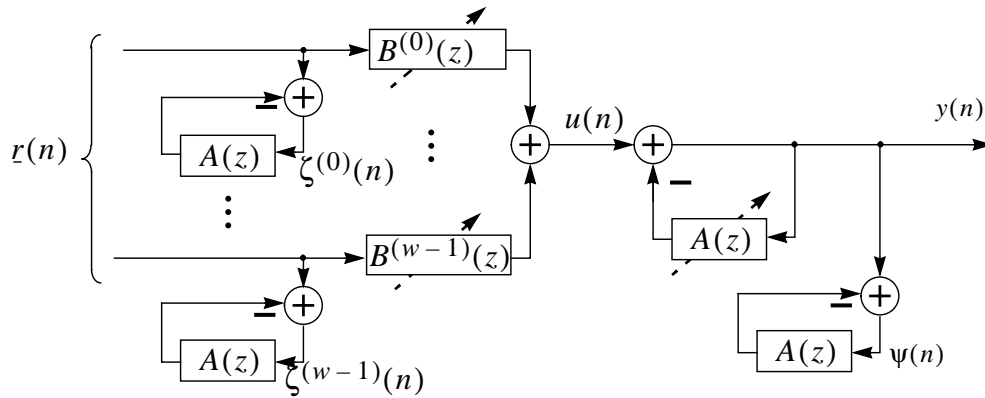 B^{(0)}(z)
–
r(n)
A(z)
ζ^{(0)}(n)
⋮
⋮
u(n)
y(n)
–
A(z)
B^{(w – 1)}(z)
–
A(z)
ζ^{(w – 1)}(n)
–
A(z)
ψ(n)